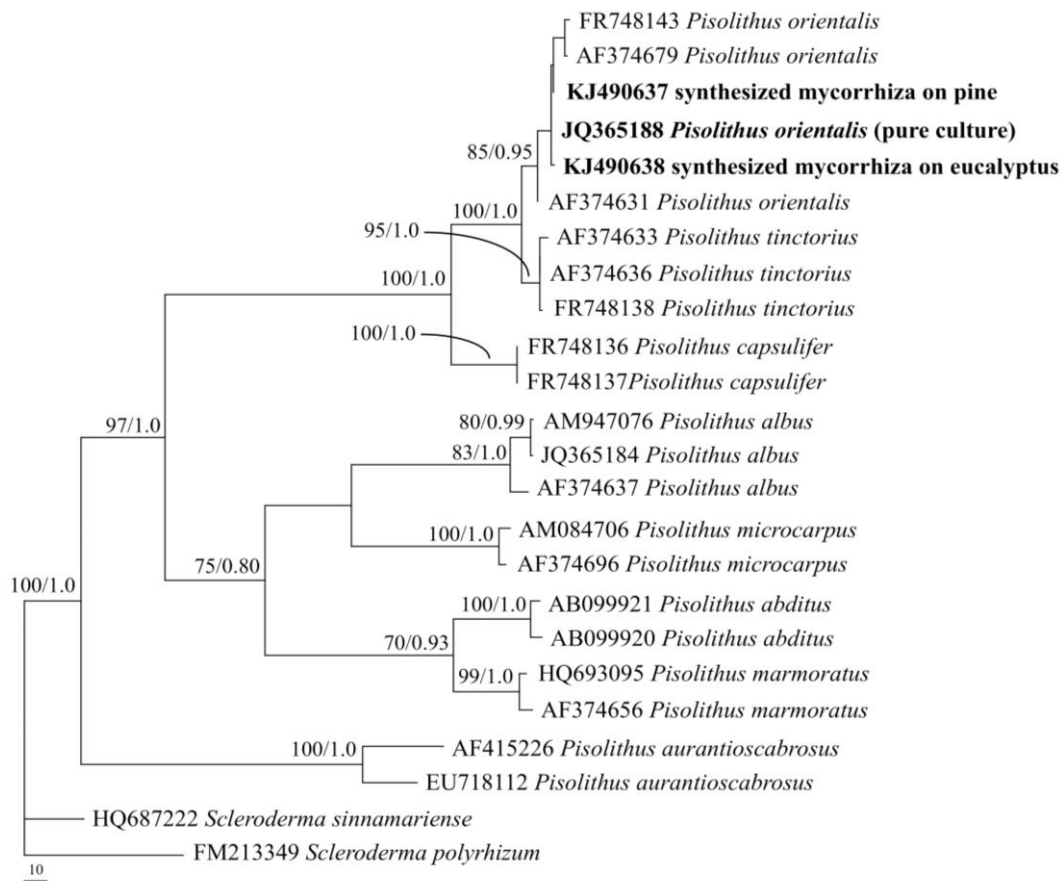 FR748143 Pisolithus orientalis
AF374679 Pisolithus orientalis
KJ490637 synthesized mycorrhiza on pine
JQ365188 Pisolithus orientalis (pure culture)
85/0.95
KJ490638 synthesized mycorrhiza on eucalyptus
AF374631 Pisolithus orientalis
100/1.0
95/1.0
AF374633 Pisolithus tinctorius
AF374636 Pisolithus tinctorius
100/1.0
FR748138 Pisolithus tinctorius
100/1.0
FR748136 Pisolithus capsulifer
FR748137Pisolithus capsulifer
80/0.99
AM947076 Pisolithus albus
97/1.0
83/1.0
JQ365184 Pisolithus albus
AF374637 Pisolithus albus
100/1.0
AM084706 Pisolithus microcarpus
AF374696 Pisolithus microcarpus
75/0.80
100/1.0
100/1.0
AB099921 Pisolithus abditus
AB099920 Pisolithus abditus
70/0.93
99/1.0
HQ693095 Pisolithus marmoratus
AF374656 Pisolithus marmoratus
100/1.0
AF415226 Pisolithus aurantioscabrosus
EU718112 Pisolithus aurantioscabrosus
HQ687222 Scleroderma sinnamariense
FM213349 Scleroderma polyrhizum
10